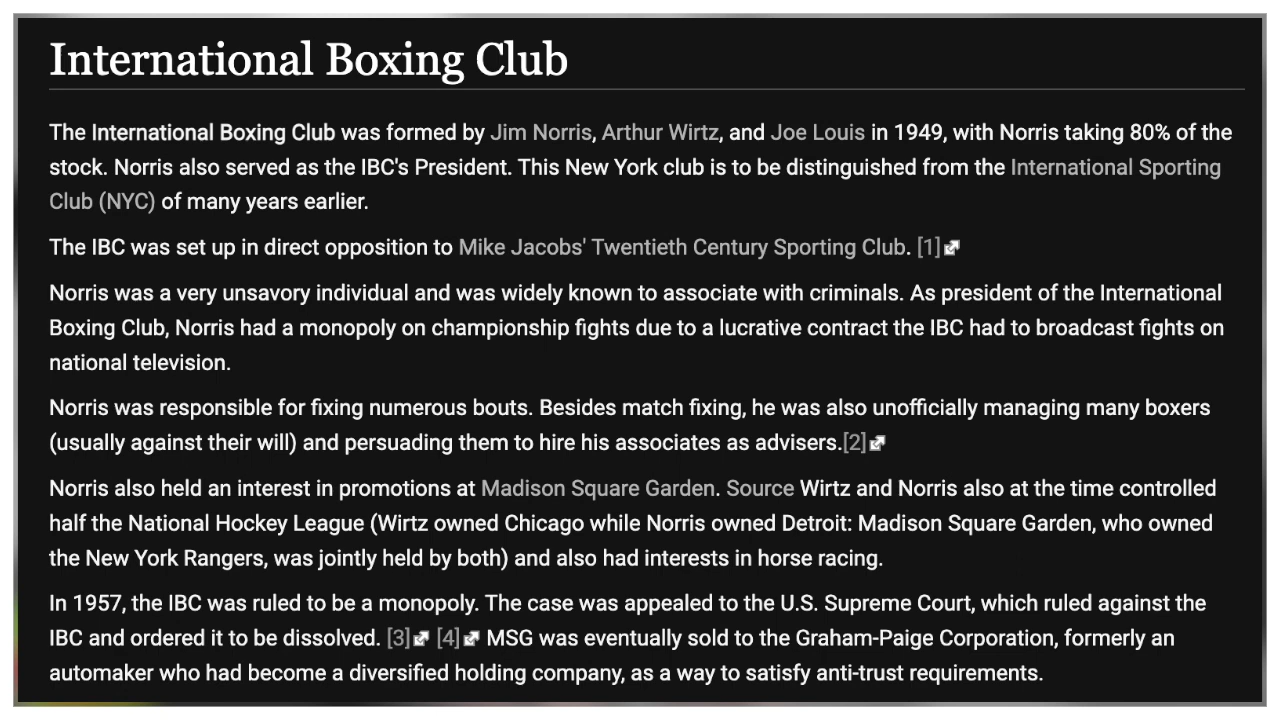 International Boxing Club
The International Boxing Club was formed by Jim Norris, Arthur Wirtz, and Joe Louis in 1949, with Norris taking 80% of the
stock. Norris also served as the IBC's President. This New York club is to be distinguished from the International Sporting
Club (NYC) of many years earlier.
The IBC was set up in direct opposition to Mike Jacobs' Twentieth Century Sporting Club. [1]
Norris was a very unsavory individual and was widely known to associate with criminals. As president of the International
Boxing Club, Norris had a monopoly on championship fights due to a lucrative contract the IBC had to broadcast fights on
national television.
Norris was responsible for fixing numerous bouts. Besides match fixing, he was also unofficially managing many boxers
(usually against their will) and persuading them to hire his associates as advisers.[2]
Norris also held an interest in promotions at Madison Square Garden. Source Wirtz and Norris also at the time controlled
half the National Hockey League (Wirtz owned Chicago while Norris owned Detroit: Madison Square Garden, who owned
the New York Rangers, was jointly held by both) and also had interests in horse racing.
In 1957, the IBC was ruled to be a monopoly. The case was appealed to the U.S. Supreme Court, which ruled against the
IBC and ordered it to be dissolved. [3] [4] MSG was eventually sold to the Graham-Paige Corporation, formerly an
automaker who had become a diversified holding company, as a way to satisfy anti-trust requirements.